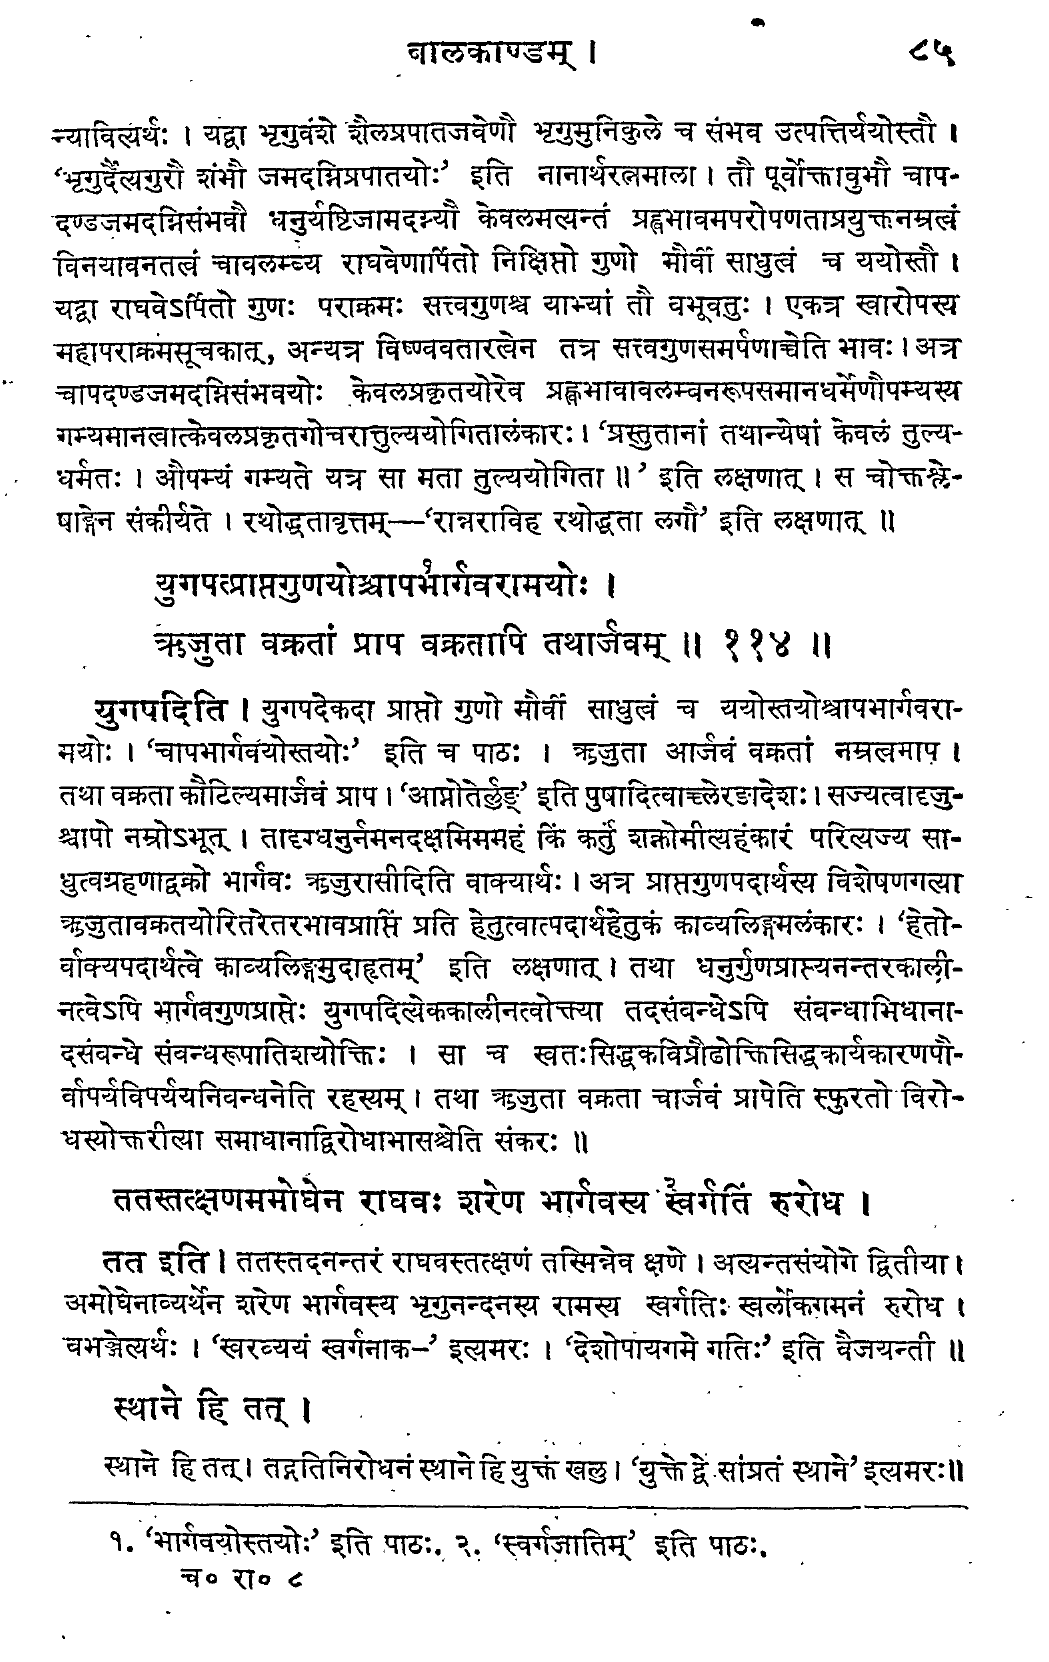 बालकाण्डम् । ८५
न्यावित्यर्थः । यद्वा भृगुवंशे शैलप्रपातजवेणौ भृगुमुनिकुले च संभव उत्पत्तिर्ययोस्तौ ।
‘भृगुर्दैत्यगुरौ शंभौ जमदग्निप्रपातयोः’ इति नानार्थरत्नमाला । तौ पूर्वोक्तावुभौ चाप-
दण्डजमदग्निसंभवौ धनुर्यष्टिजामदग्न्यौ केवलमत्यन्तं प्रह्वभावमपरोपणताप्रयुक्तनम्रत्वं
विनयावनतत्वं चावलम्ब्य राघवेणार्पितो निक्षिप्तो गुणो मौर्वी साधुत्वं च ययोस्तौ ।
यद्वा राघवेऽर्पितो गुणः पराक्रमः सत्त्वगुणश्च याभ्यां तौ बभूवतुः । एकत्र स्वारोपस्य
महापराक्रमसूचकात्, अन्यत्र विष्ण्ववतारत्वेन तत्र सत्त्वगुणसमर्पणाच्चेति भावः । अत्र
चापदण्डजमदग्निसंभवयोः केवलप्रकृतयोरेव प्रह्वभावावलम्बनरूपसमानधर्मेणौपम्यस्य
गम्यमानत्वात्केवलप्रकृतगोचरात्तुल्ययोगितालंकारः । ‘प्रस्तुतानां तथान्येषां केवलं तुल्य-
धर्मतः । औपम्यं गम्यते यत्र सा मता तुल्ययोगिता ॥’ इति लक्षणात् । स चोक्तश्ले-
षाङ्गेन संकीर्यते । रथोद्धतावृत्तम्—‘रान्नराविह रथोद्धता लगौ’ इति लक्षणात् ॥
युगपत्प्राप्तगुणयोश्चापभार्गवरामयोः ।
ऋजुता वक्रतां प्राप वक्रतापि तथार्जवम् ॥ ११४ ॥
युगपदिति । युगपदेकदा प्राप्तो गुणो मौर्वी साधुत्वं च ययोस्तयोश्चापभार्गवरा-
मयोः । ‘चापभार्गवयोस्तयोः’ इति च पाठः । ऋजुता आर्जवं वक्रतां नम्रत्वमाप ।
तथा वक्रता कौटिल्यमार्जवं प्राप । ‘आप्नोतेर्लुङ्’ इति पुषादित्वाच्च्लेरङादेशः । सज्यत्वादृजु-
श्चापो नम्रोऽभूत् । तादृग्धनुर्नमनदक्षमिममहं किं कर्तुं शक्नोमीत्यहंकारं परित्यज्य सा-
धुत्वग्रहणाद्वक्रो भार्गवः ऋजुरासीदिति वाक्यार्थः । अत्र प्राप्तगुणपदार्थस्य विशेषणगत्या
ऋजुतावक्रतयोरितरेतरभावप्राप्तिं प्रति हेतुत्वात्पदार्थहेतुकं काव्यलिङ्गमलंकारः । ‘हेतो-
र्वाक्यपदार्थत्वे काव्यलिङ्गमुदाहृतम्’ इति लक्षणात् । तथा धनुर्गुणप्राप्त्यनन्तरकाली-
नत्वेऽपि भार्गवगुणप्राप्तेः युगपदित्येककालीनत्वोक्त्या तदसंबन्धेऽपि संबन्धाभिधाना-
दसंबन्धे संबन्धरूपातिशयोक्तिः । सा च स्वतःसिद्धकविप्रौढोक्तिसिद्धकार्यकारणपौ-
र्वापर्यविपर्ययनिबन्धनेति रहस्यम् । तथा ऋजुता वक्रता चार्जवं प्रापेति स्फुरतो विरो-
धस्योक्तरीत्या समाधानाद्विरोधाभासश्चेति संकरः ॥
ततस्तत्क्षणममोघेन राघवः शरेण भार्गवस्य स्वर्गतिं रुरोध ।
तत इति । ततस्तदनन्तरं राघवस्तत्क्षणं तस्मिन्नेव क्षणे । अत्यन्तसंयोगे द्वितीया ।
अमोघेनाव्यर्थेन शरेण भार्गवस्य भृगुनन्दनस्य रामस्य स्वर्गतिः स्वर्लोकगमनं रुरोध ।
बभञ्जेत्यर्थः । ‘स्वरव्ययं स्वर्गनाक-’ इत्यमरः । ‘देशोपायगमे गतिः’ इति वैजयन्ती ॥
स्थाने हि तत् ।
स्थाने हि तत् । तद्गतिनिरोधनं स्थाने हि युक्तं खलु । ‘युक्ते द्वे सांप्रतं स्थाने’ इत्यमरः॥
१. ‘भार्गवयोस्तयोः’ इति पाठः. २. ‘स्वर्गजातिम्’ इति पाठः.
च० रा० ८